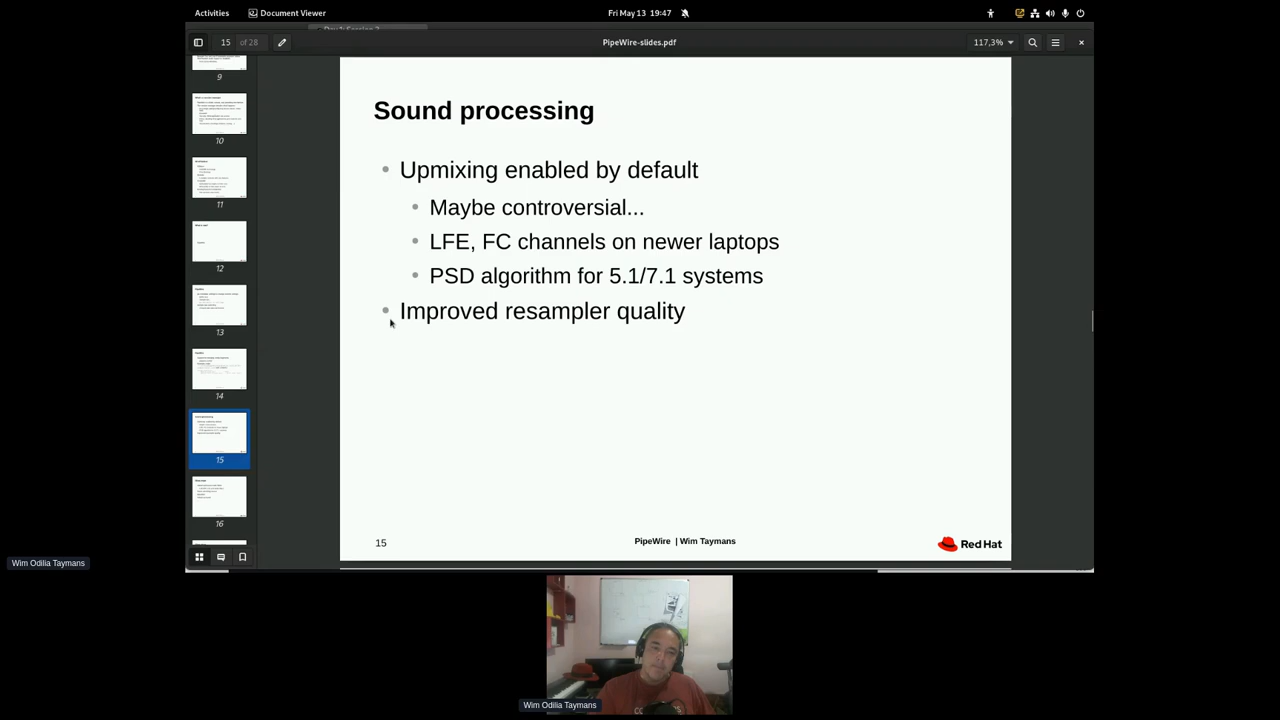 Activities
Document Viewer
Fri May 13 19:47
15 of 28
PipeWire-slides.pdf
117,3%
9
10
11
12
13
14
15
16
Sound processing
Upmixing enabled by default
Maybe controversial...
LFE, FC channels on newer laptops
PSD algorithm for 5.1/7.1 systems
Improved resampler quality
15
PipeWire | Wim Taymans
Red Hat
Wim Odilia Taymans
Wim Odilia Taymans